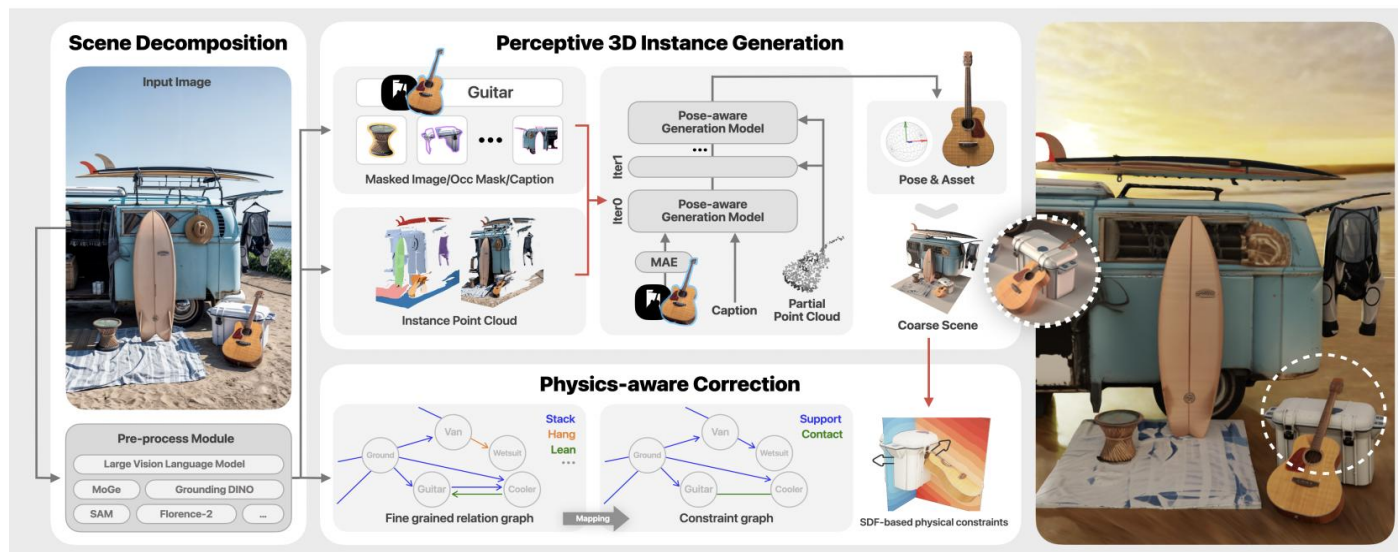 Scene Decomposition
Input Image
Pre-process Module
Large Vision Language Model
MoGe
Grounding DINO
SAM
Florence-2
...
Perceptive 3D Instance Generation
Guitar
Masked Image/Occ Mask/Caption
Instance Point Cloud
Pose-aware
Generation Model
Iter1
Iter0
Pose-aware
Generation Model
MAE
Caption
Partial
Point Cloud
Pose & Asset
Coarse Scene
Physics-aware Correction
Stack
Hang
Lean
Van
Ground
Wetsuit
Guitar
Cooler
Fine grained relation graph
Mapping
Support
Contact
Van
Ground
Wetsuit
Guitar
Cooler
Constraint graph
SDF-based physical constraints